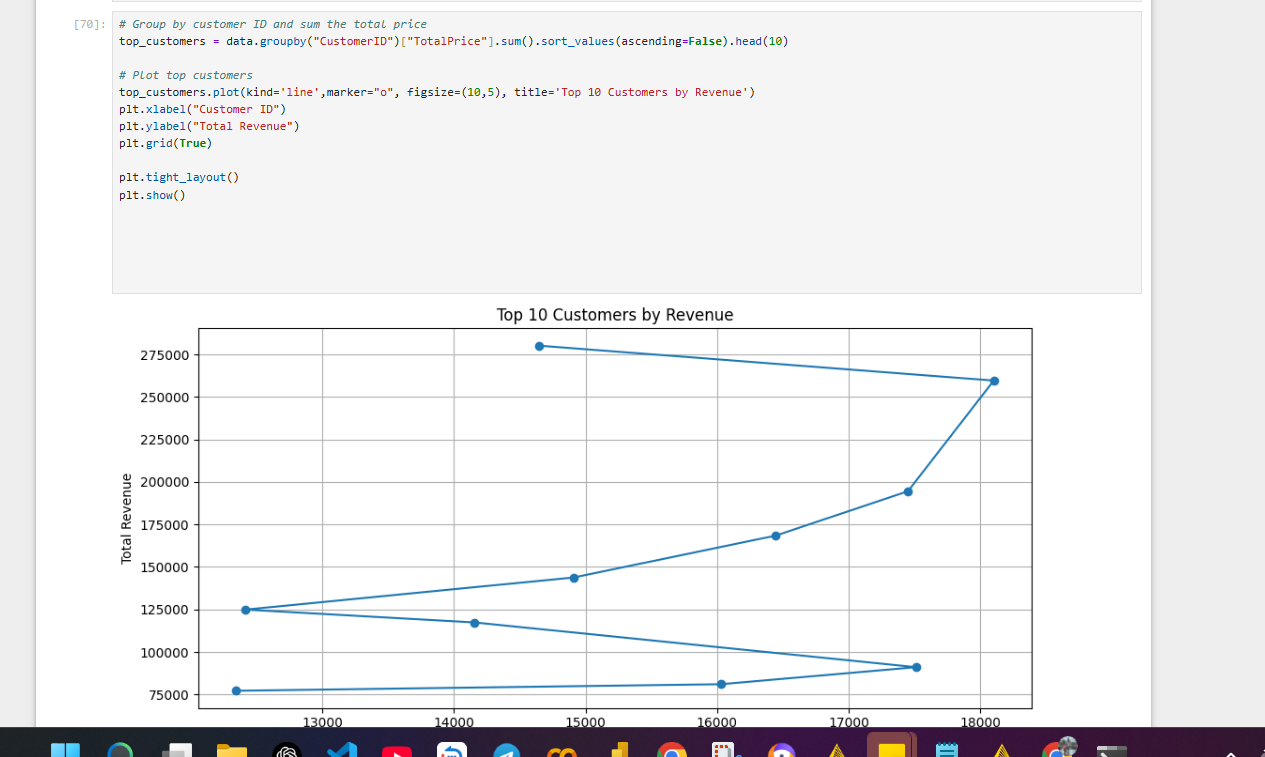 [70]:
# Group by customer ID and sum the total price
top_customers = data.groupby("CustomerID")["TotalPrice"].sum().sort_values(ascending=False).head(10)
# Plot top customers
top_customers.plot(kind='line',marker="o", figsize=(10,5), title='Top 10 Customers by Revenue')
plt.xlabel("Customer ID")
plt.ylabel("Total Revenue")
plt.grid(True)
plt.tight_layout()
plt.show()
Top 10 Customers by Revenue
275000
250000
225000
200000
175000
150000
125000
100000
75000
Total Revenue
13000 14000 15000 16000 17000 18000